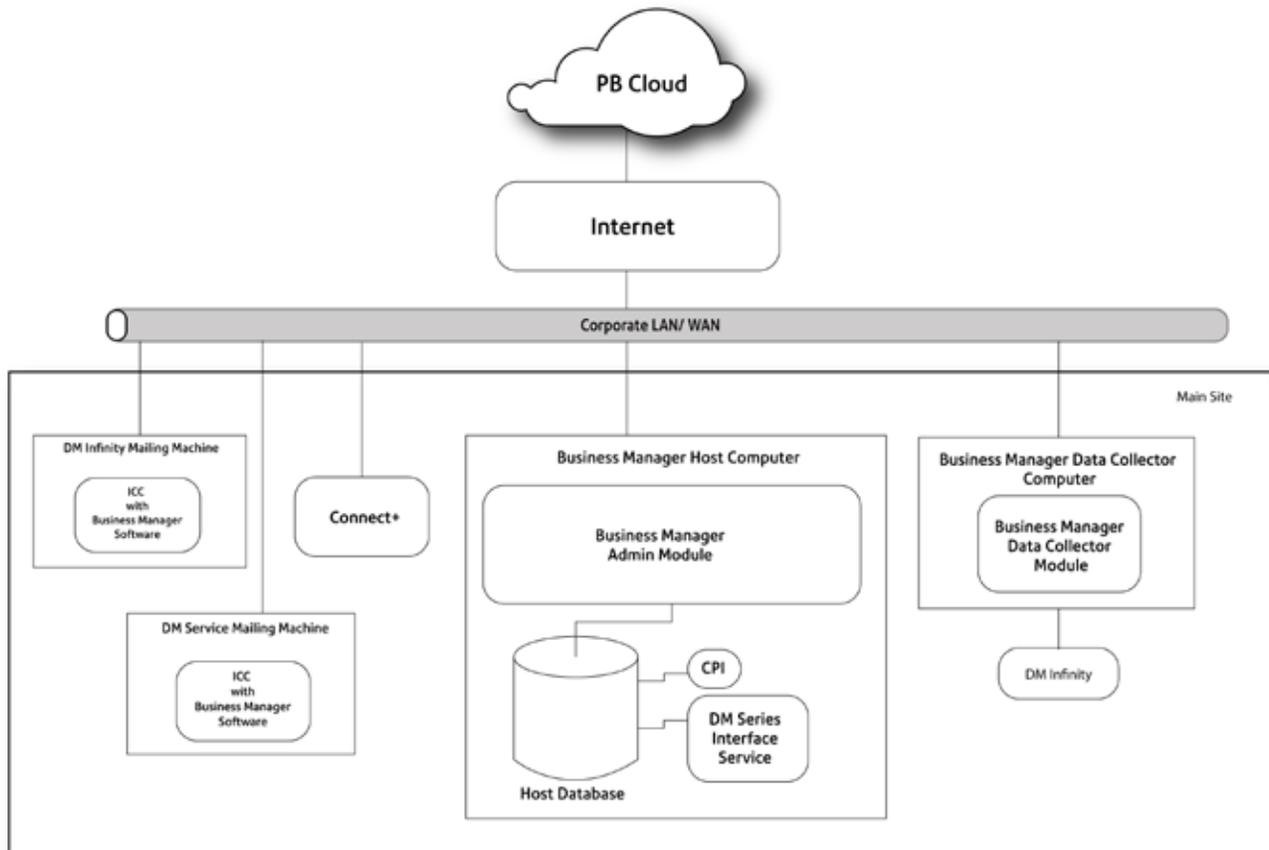 PB Cloud
Internet
Corporate LAN/ WAN
Main Site
DM Infinity Mailing Machine
ICC
with
Business Manager
Software
Connect+
DM Service Mailing Machine
ICC
with
Business Manager
Software
Business Manager Host Computer
Business Manager
Admin Module
CPI
DM Series
Interface
Service
Host Database
Business Manager Data Collector
Computer
Business Manager
Data Collector
Module
DM Infinity